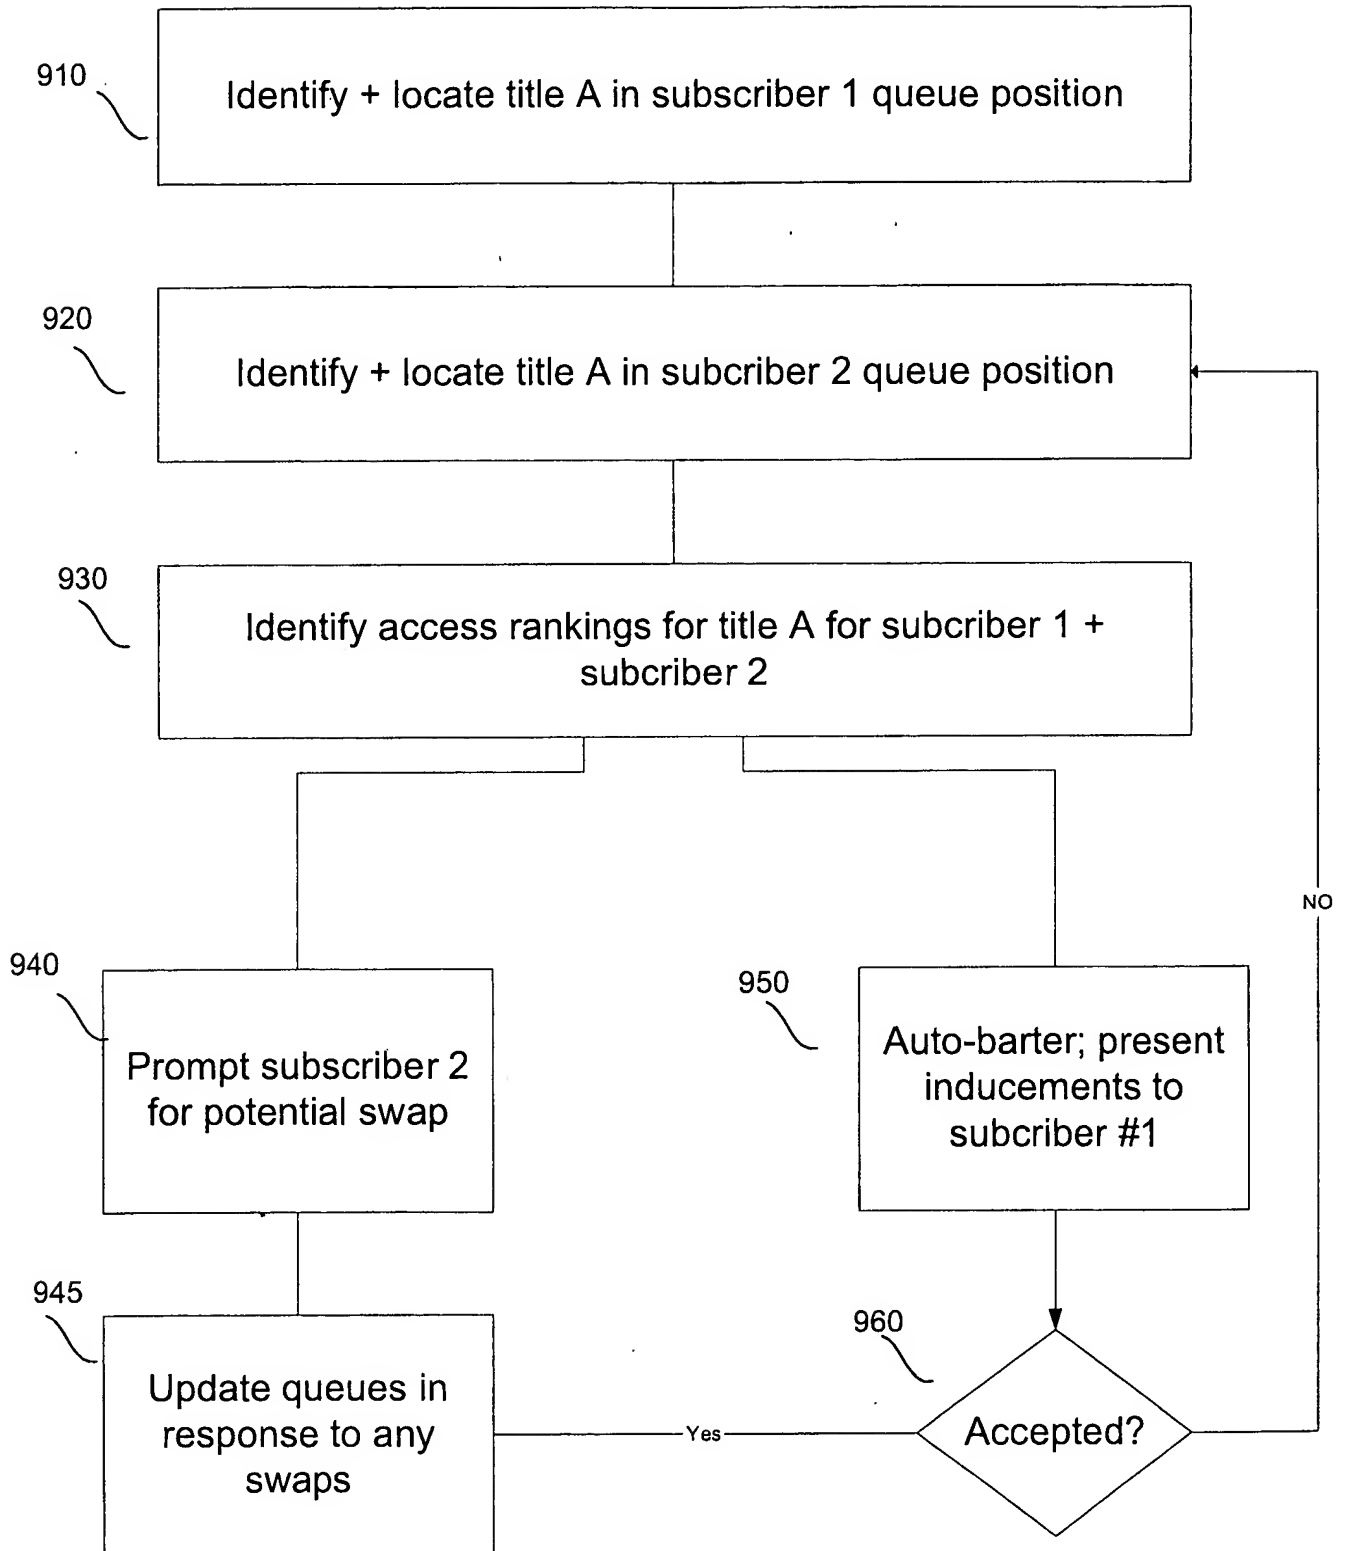 910
Identify + locate title A in subscriber 1 queue position
920
Identify + locate title A in subcriber 2 queue position
930
Identify access rankings for title A for subcriber 1 +
subcriber 2
NO
940
Prompt subscriber 2
for potential swap
950
Auto-barter; present
inducements to
subcriber #1
945
Update queues in
response to any
swaps
Yes
960
Accepted?